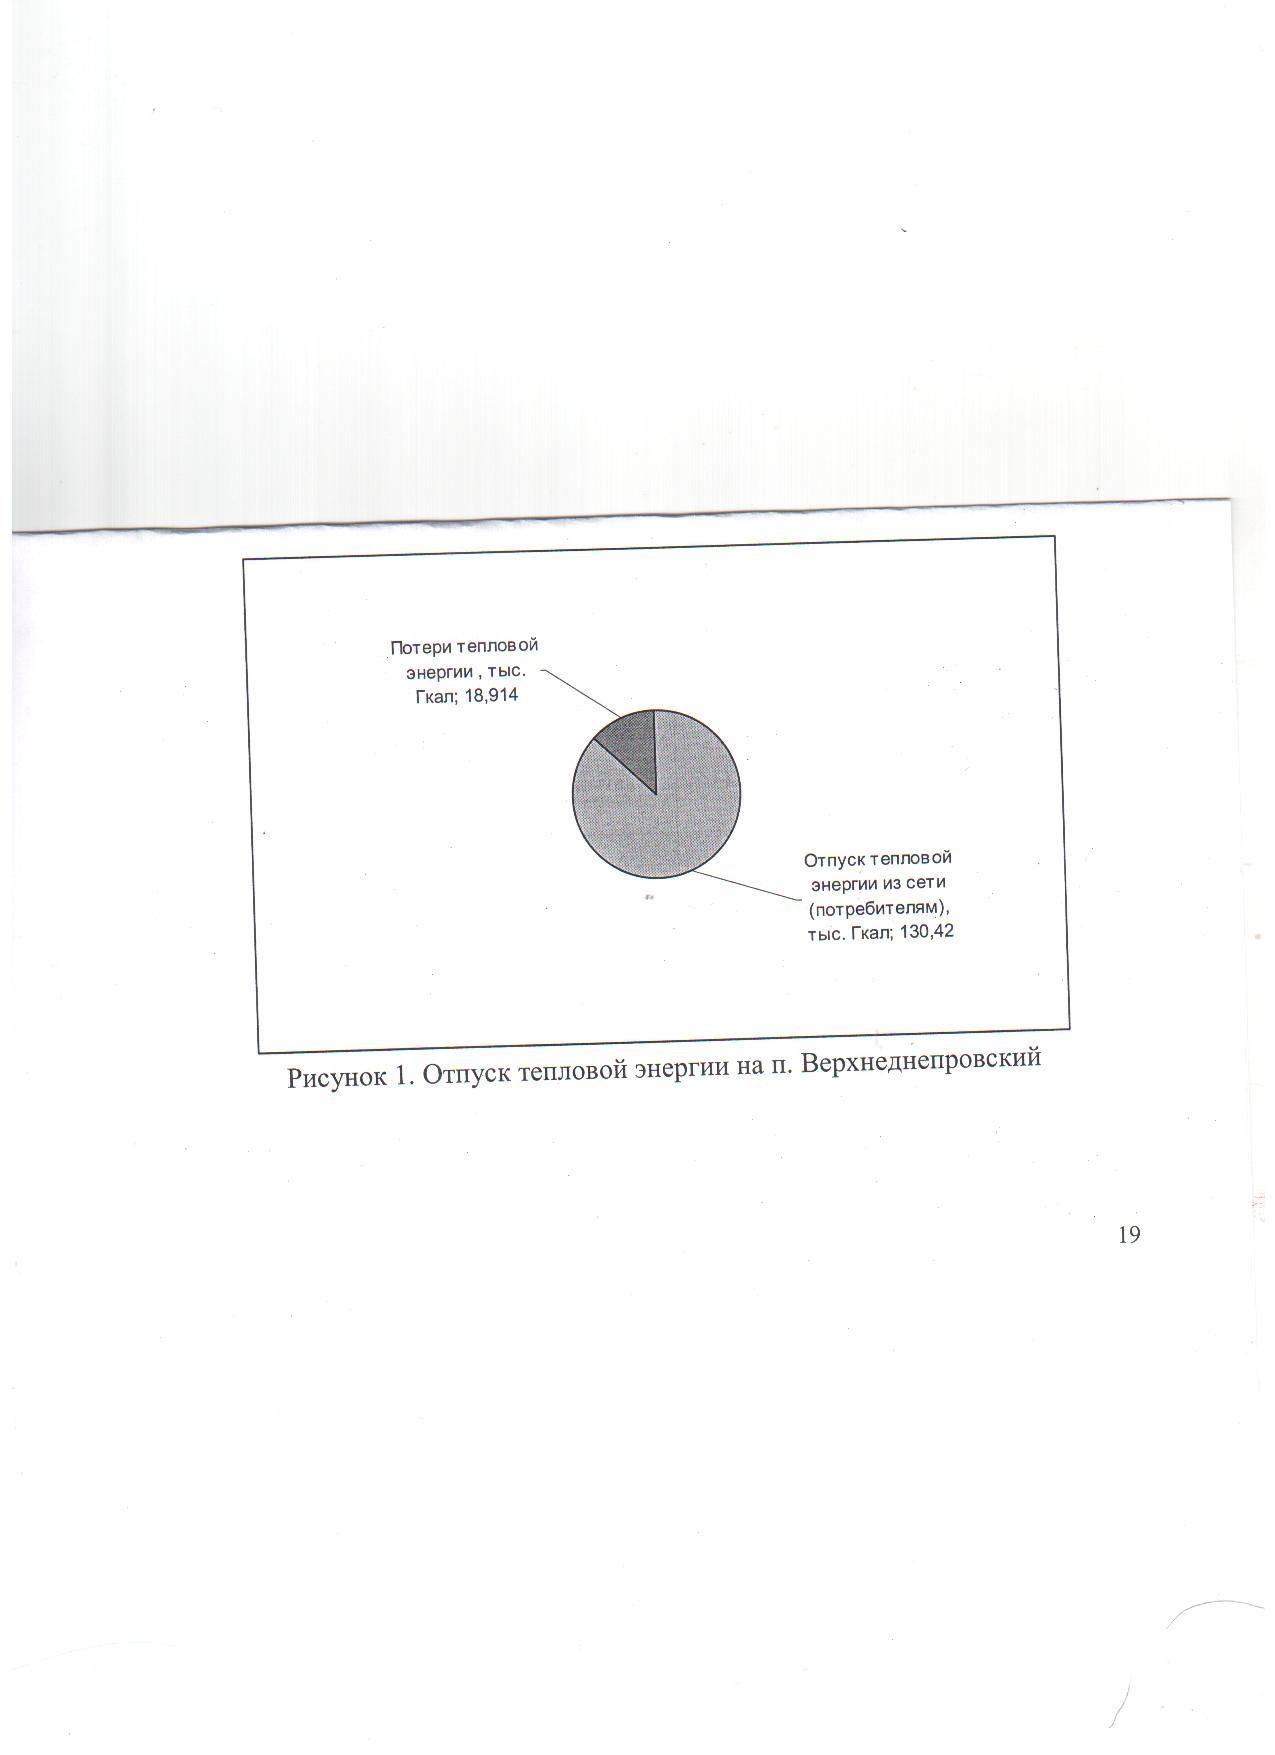 Потери тепловой
энергии , тыс.
Гкал; 18,914
Отпуск тепловой
энергии из сети
(потребителям),
тыс. Гкал; 130,42
Рисунок 1. Отпуск тепловой энергии на п. Верхнеднепровский
19